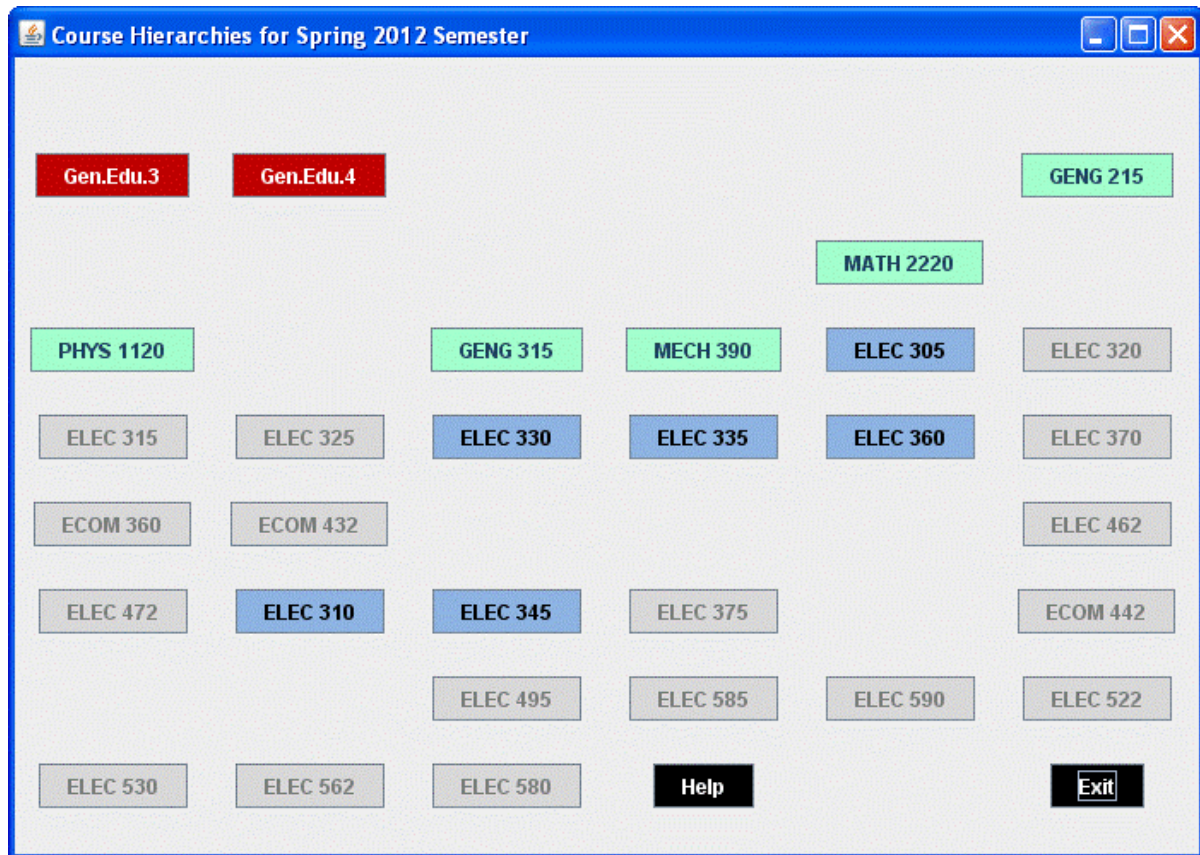 Course Hierarchies for Spring 2012 Semester
Gen.Edu.3 Gen.Edu.4 GENG 215
MATH 2220
PHYS 1120 GENG 315 MECH 390 ELEC 305 ELEC 320
ELEC 315 ELEC 325 ELEC 330 ELEC 335 ELEC 360 ELEC 370
ECOM 360 ECOM 432 ELEC 462
ELEC 472 ELEC 310 ELEC 345 ELEC 375 ECOM 442
ELEC 495 ELEC 585 ELEC 590 ELEC 522
ELEC 530 ELEC 562 ELEC 580 Help Exit